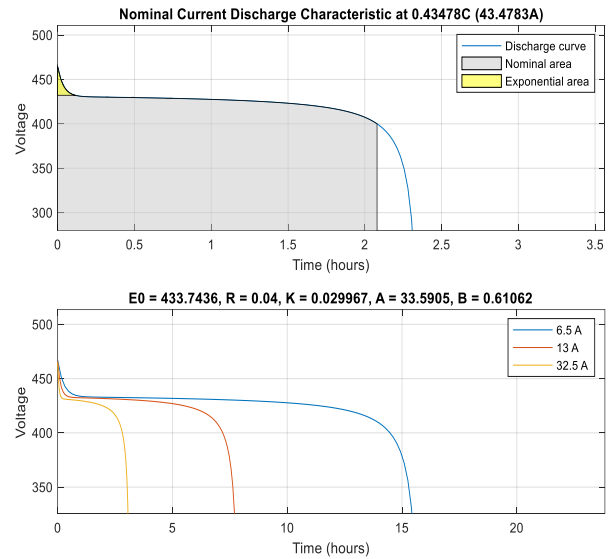 Nominal Current Discharge Characteristic at 0.43478C (43.4783A)
500
450
400
350
300
Voltage
Discharge curve
Nominal area
Exponential area
0 0.5 1 1.5 2 2.5 3 3.5
Time (hours)
E0 = 433.7436, R = 0.04, K = 0.029967, A = 33.5905, B = 0.61062
500
450
400
350
Voltage
6.5 A
13 A
32.5 A
0 5 10 15 20
Time (hours)